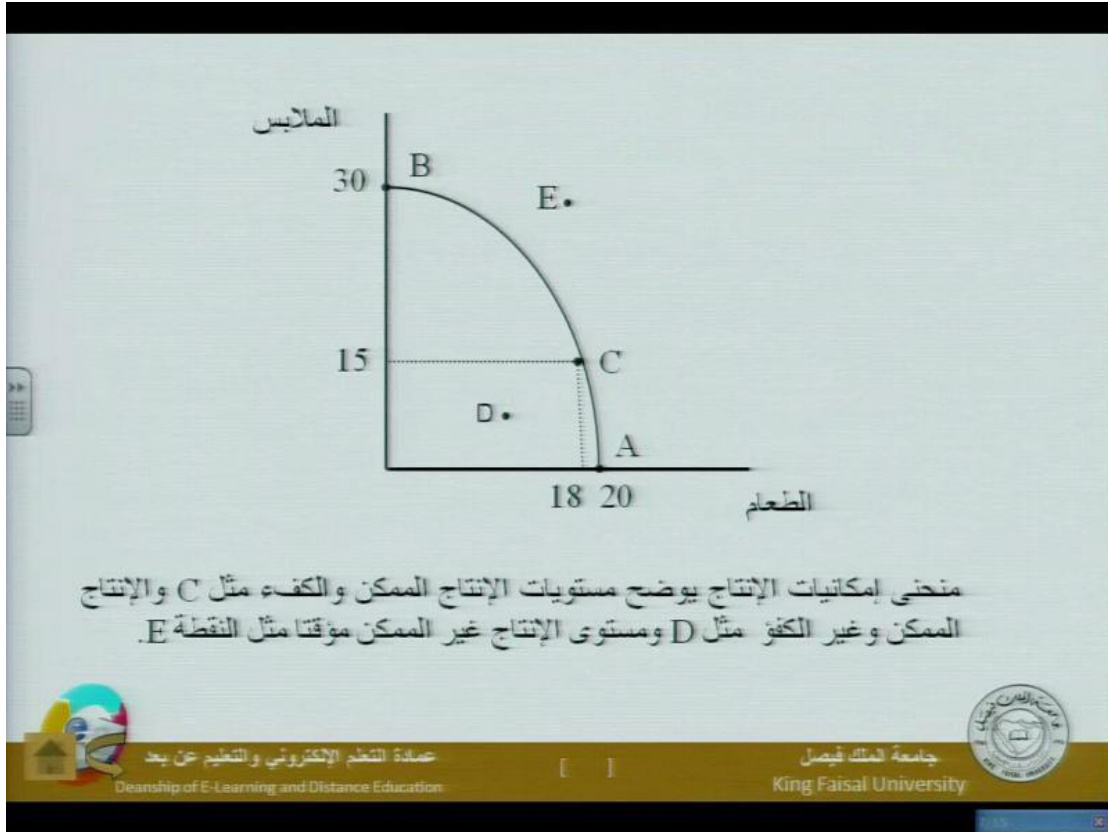 الملابس
B
30
E
15
C
D
A
18 20
الطعام
منحنى إمكانيات الإنتاج يوضح مستويات الإنتاج الممكن والكفء مثل C والإنتاج
الممكن وغير الكفؤ مثل D ومستوى الإنتاج غير الممكن مؤقتا مثل النقطة E.
عمادة التعلم الإلكتروني والتعليم عن بعد
Deanship of E-Learning and Distance Education
[ ]
جامعة الملك فيصل
King Faisal University